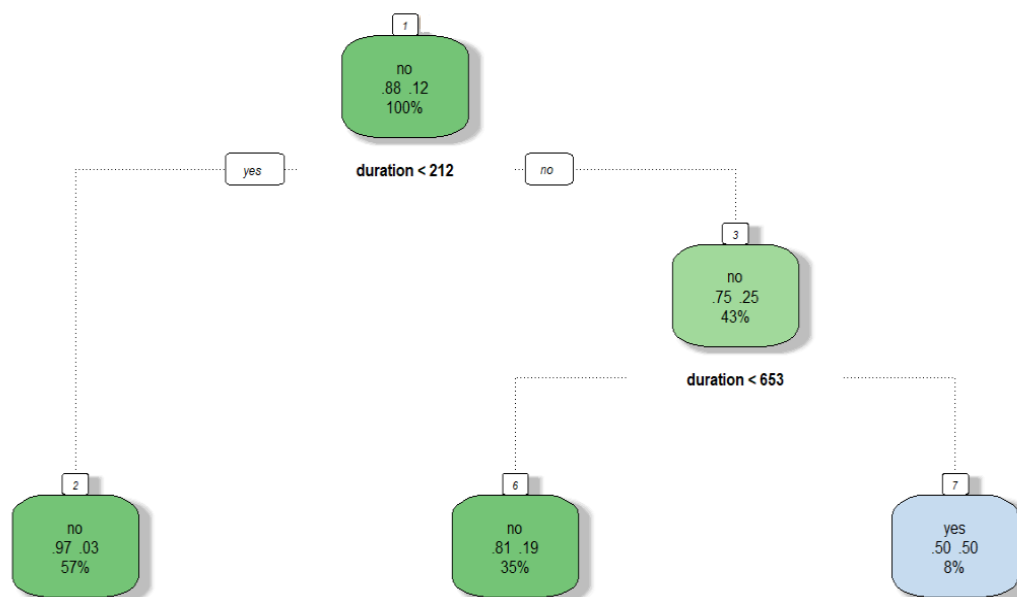 1
no
.88 .12
100%
yes
duration < 212
no
3
no
.75 .25
43%
duration < 653
2
no
.97 .03
57%
6
no
.81 .19
35%
7
yes
.50 .50
8%